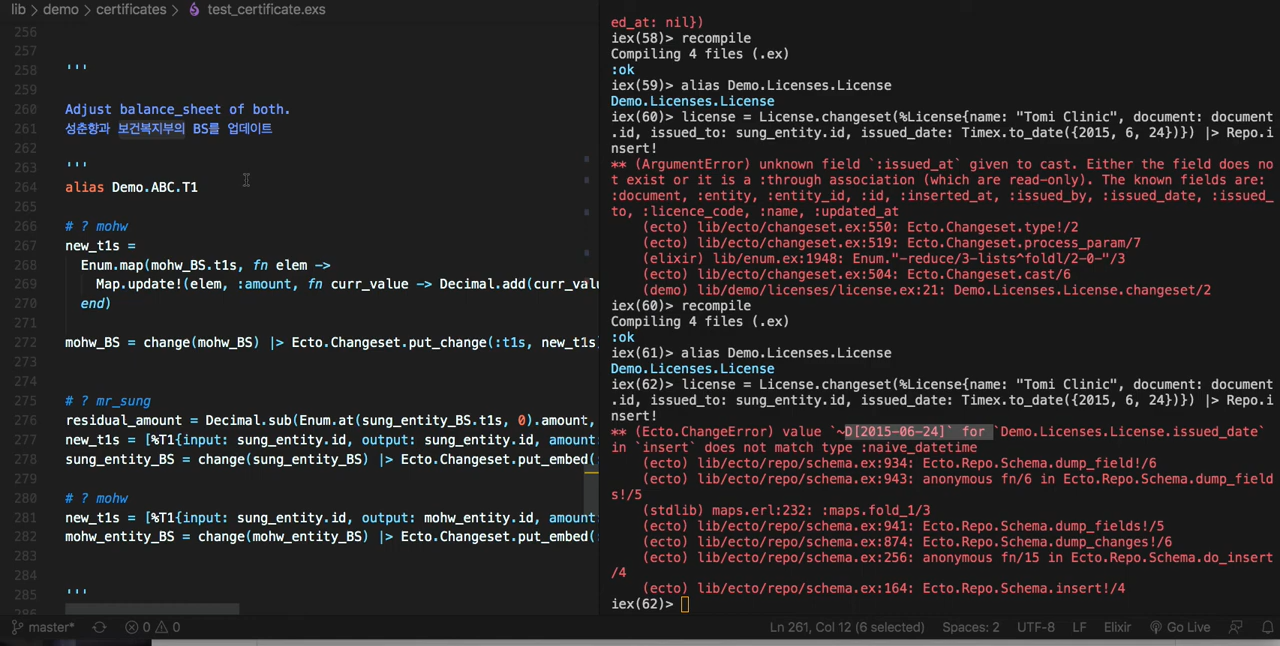 lib > demo > certificates > test_certificate.exs
256
257
258 '''
259
260 Adjust balance_sheet of both.
261 성춘향과 보건복지부의 BS를 업데이트
262
263 '''
264 alias Demo.ABC.T1
265
266 # ? mohw
267 new_t1s =
268 Enum.map(mohw_BS.t1s, fn elem ->
269 Map.update!(elem, :amount, fn curr_value -> Decimal.add(curr_valu
270 end)
271
272 mohw_BS = change(mohw_BS) |> Ecto.Changeset.put_change(:t1s, new_t1s
273
274
275 # ? mr_sung
276 residual_amount = Decimal.sub(Enum.at(sung_entity_BS.t1s, 0).amount,
277 new_t1s = [%T1{input: sung_entity.id, output: sung_entity.id, amount:
278 sung_entity_BS = change(sung_entity_BS) |> Ecto.Changeset.put_embed(:
279
280 # ? mohw
281 new_t1s = [%T1{input: sung_entity.id, output: mohw_entity.id, amount:
282 mohw_entity_BS = change(mohw_entity_BS) |> Ecto.Changeset.put_embed(:
283
284
285 '''
286
ed_at: nil})
iex(58)> recompile
Compiling 4 files (.ex)
:ok
iex(59)> alias Demo.Licenses.License
Demo.Licenses.License
iex(60)> license = License.changeset(%License{name: "Tomi Clinic", document: document
.id, issued_to: sung_entity.id, issued_date: Timex.to_date({2015, 6, 24})}) |> Repo.i
nsert!
** (ArgumentError) unknown field `:issued_at` given to cast. Either the field does no
t exist or it is a :through association (which are read-only). The known fields are:
:document, :entity, :entity_id, :id, :inserted_at, :issued_by, :issued_date, :issued_
to, :licence_code, :name, :updated_at
(ecto) lib/ecto/changeset.ex:550: Ecto.Changeset.type!/2
(ecto) lib/ecto/changeset.ex:519: Ecto.Changeset.process_param/7
(elixir) lib/enum.ex:1948: Enum."-reduce/3-lists^foldl/2-0-"/3
(ecto) lib/ecto/changeset.ex:504: Ecto.Changeset.cast/6
(demo) lib/demo/licenses/license.ex:21: Demo.Licenses.License.changeset/2
iex(60)> recompile
Compiling 4 files (.ex)
:ok
iex(61)> alias Demo.Licenses.License
Demo.Licenses.License
iex(62)> license = License.changeset(%License{name: "Tomi Clinic", document: document
.id, issued_to: sung_entity.id, issued_date: Timex.to_date({2015, 6, 24})}) |> Repo.i
nsert!
** (Ecto.ChangeError) value `~D[2015-06-24]` for `Demo.Licenses.License.issued_date`
in `insert` does not match type :naive_datetime
(ecto) lib/ecto/repo/schema.ex:934: Ecto.Repo.Schema.dump_field!/6
(ecto) lib/ecto/repo/schema.ex:943: anonymous fn/6 in Ecto.Repo.Schema.dump_field
s!/5
(stdlib) maps.erl:232: :maps.fold_1/3
(ecto) lib/ecto/repo/schema.ex:941: Ecto.Repo.Schema.dump_fields!/5
(ecto) lib/ecto/repo/schema.ex:874: Ecto.Repo.Schema.dump_changes!/6
(ecto) lib/ecto/repo/schema.ex:256: anonymous fn/15 in Ecto.Repo.Schema.do_insert
/4
(ecto) lib/ecto/repo/schema.ex:164: Ecto.Repo.Schema.insert!/4
iex(62)>
master* 0 0 Ln 261, Col 12 (6 selected) Spaces: 2 UTF-8 LF Elixir Go Live